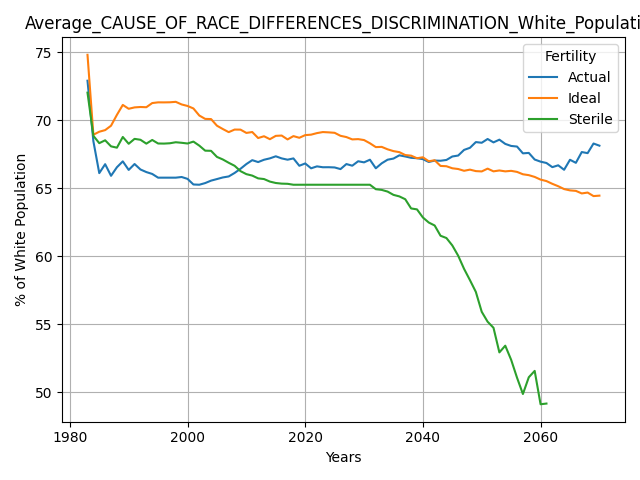 Average_CAUSE_OF_RACE_DIFFERENCES_DISCRIMINATION_White_Populati
75
70
65
60
55
50
% of White Population
Fertility
Actual
Ideal
Sterile
1980
2000
2020
2040
2060
Years